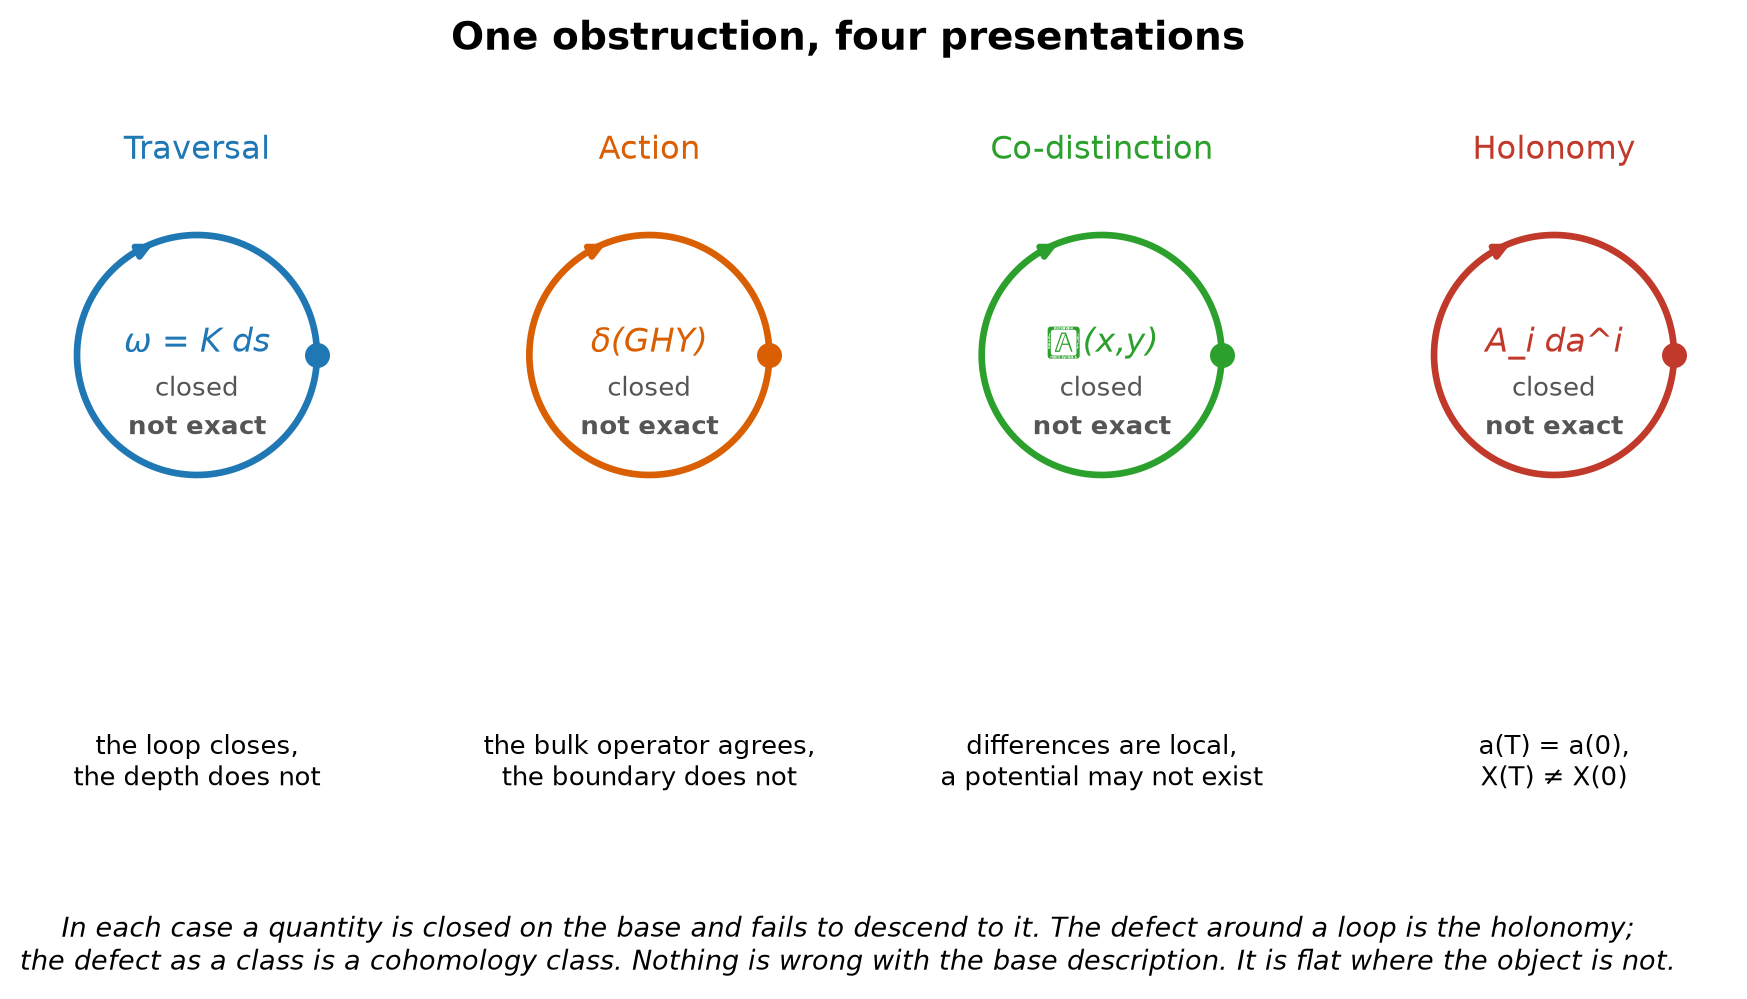 One obstruction, four presentations
Traversal
Action
Co-distinction
Holonomy
ω = K ds
closed
not exact
δ(GHY)
closed
not exact
𝔸(x,y)
closed
not exact
A_i da^i
closed
not exact
the loop closes,
the depth does not
the bulk operator agrees,
the boundary does not
differences are local,
a potential may not exist
a(T) = a(0),
X(T) ≠ X(0)
In each case a quantity is closed on the base and fails to descend to it. The defect around a loop is the holonomy;
the defect as a class is a cohomology class. Nothing is wrong with the base description. It is flat where the object is not.